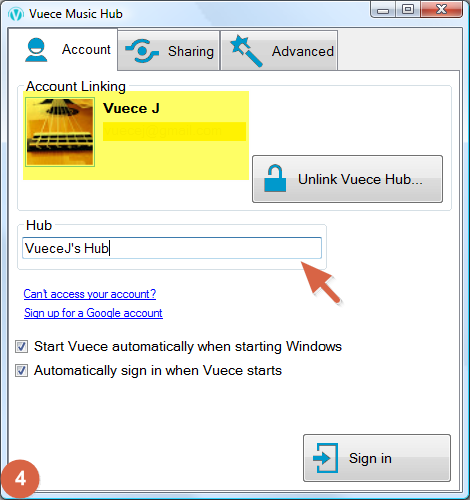 Vuece Music Hub
Account
Sharing
Advanced
Account Linking
Vuece J
Unlink Vuece Hub...
Hub
VueceJ's Hub
Can't access your account?
Sign up for a Google account
Start Vuece automatically when starting Windows
Automatically sign in when Vuece starts
Sign in
4